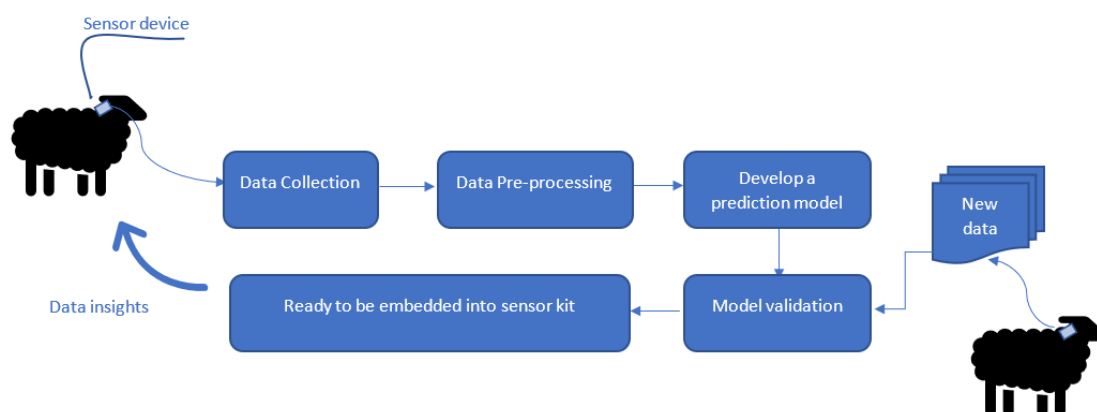 Sensor device
Data Collection
Data Pre-processing
Develop a
prediction model
New
data
Data insights
Ready to be embedded into sensor kit
Model validation